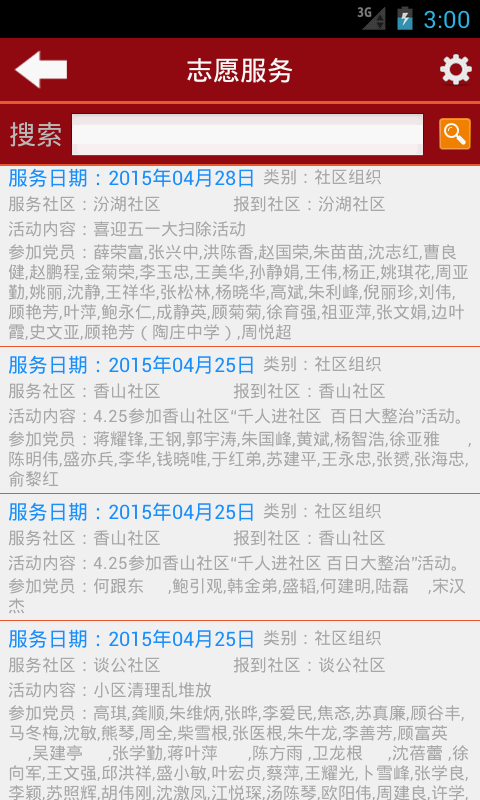 3G 3:00
志愿服务
搜索
服务日期：2015年04月28日 类别：社区组织
服务社区：汾湖社区 报到社区：汾湖社区
活动内容：喜迎五一大扫除活动
参加党员：薛荣富,张兴中,洪陈香,赵国荣,朱苗苗,沈志红,曹良
健,赵鹏程,金菊荣,李玉忠,王美华,孙静娟,王伟,杨正,姚琪花,周亚
勤,姚丽,沈静,王祥华,张松林,杨晓华,高斌,朱利峰,倪丽珍,刘伟,
顾艳芳,叶萍,鲍永仁,成静英,顾菊菊,徐育强,祖亚萍,张文娟,边叶
霞,史文亚,顾艳芳（陶庄中学）,周悦超
服务日期：2015年04月25日 类别：社区组织
服务社区：香山社区 报到社区：香山社区
活动内容：4.25参加香山社区“千人进社区 百日大整治”活动。
参加党员：蒋耀锋,王钢,郭宇涛,朱国峰,黄斌,杨智浩,徐亚雅 ,
陈明伟,盛亦兵,李华,钱晓唯,于红弟,苏建平,王永忠,张赟,张海忠,
俞黎红
服务日期：2015年04月25日 类别：社区组织
服务社区：香山社区 报到社区：香山社区
活动内容：4.25参加香山社区“千人进社区 百日大整治”活动。
参加党员：何跟东 ,鲍引观,韩金弟,盛韬,何建明,陆磊 ,宋汉
杰
服务日期：2015年04月25日 类别：社区组织
服务社区：谈公社区 报到社区：谈公社区
活动内容：小区清理乱堆放
参加党员：高琪,龚顺,朱维炳,张晔,李爱民,焦忞,苏真廉,顾谷丰,
马冬梅,沈敏,熊琴,周全,柴雪根,张医根,朱牛龙,李善芳,顾富英
,吴建亭 ,张学勤,蒋叶萍 ,陈方雨 ,卫龙根 ,沈蓓蕾 ,徐
向军,王文强,邱洪祥,盛小敏,叶宏贞,蔡萍,王耀光,卜雪峰,张学良,
李颖,苏照辉,胡伟刚,沈激凤,江悦琛,汤陈琴,欧阳伟,周建良,许学,